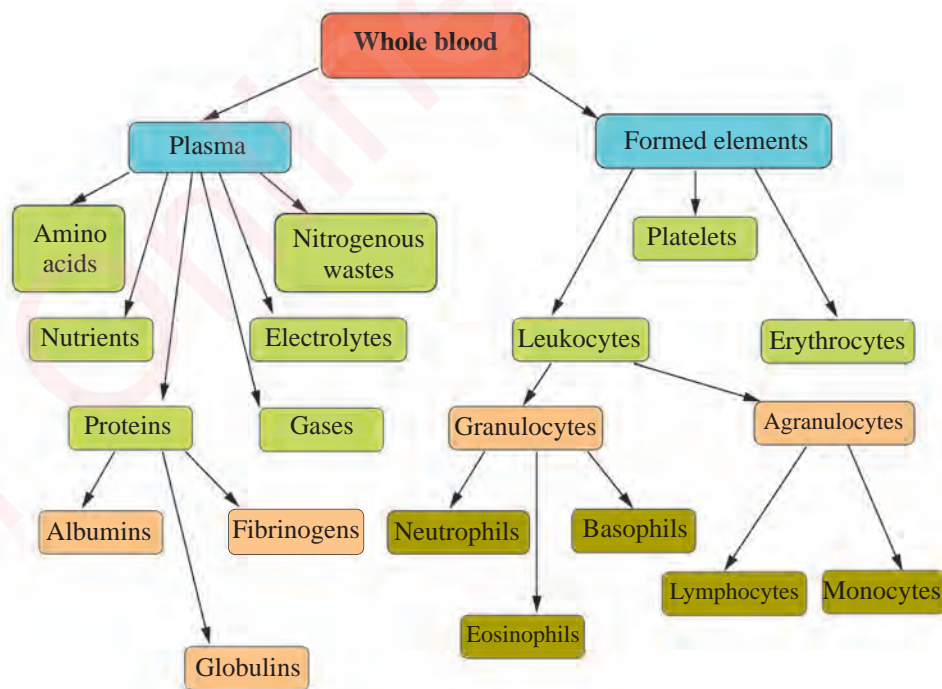 Whole blood
Plasma
Formed elements
Amino
acids
Nitrogenous
wastes
Platelets
Nutrients
Electrolytes
Leukocytes
Erythrocytes
Proteins
Gases
Granulocytes
Agranulocytes
Albumins
Fibrinogens
Neutrophils
Basophils
Lymphocytes
Monocytes
Eosinophils
Globulins